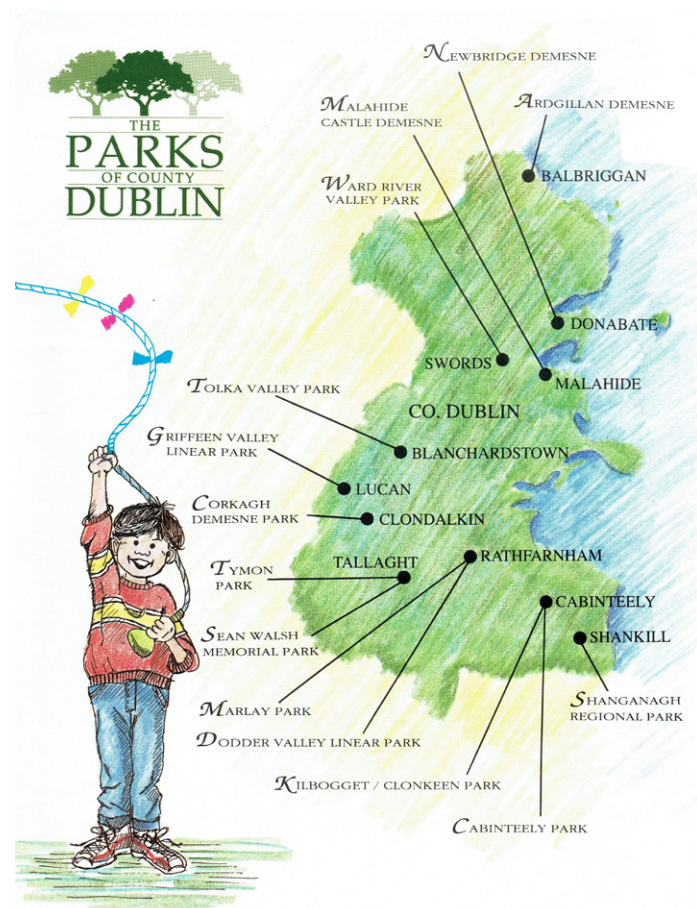 THE
PARKS
OF COUNTY
DUBLIN
NEWBRIDGE DEMESNE
MALAHIDE
CASTLE DEMESNE
ARDGILLAN DEMESNE
WARD RIVER
VALLEY PARK
BALBRIGGAN
DONABATE
SWORDS
MALAHIDE
TOLKA VALLEY PARK
CO. DUBLIN
GRIFFEEN VALLEY
LINEAR PARK
BLANCHARDSTOWN
LUCAN
CORKAGH
DEMESNE PARK
CLONDALKIN
TALLAGHT
RATHFARNHAM
TYMON
PARK
CABINTEELY
SEAN WALSH
MEMORIAL PARK
SHANKILL
MARLAY PARK
SHANGANAGH
REGIONAL PARK
DODDER VALLEY LINEAR PARK
KILBOGGET / CLONKEEN PARK
CABINTEELY PARK